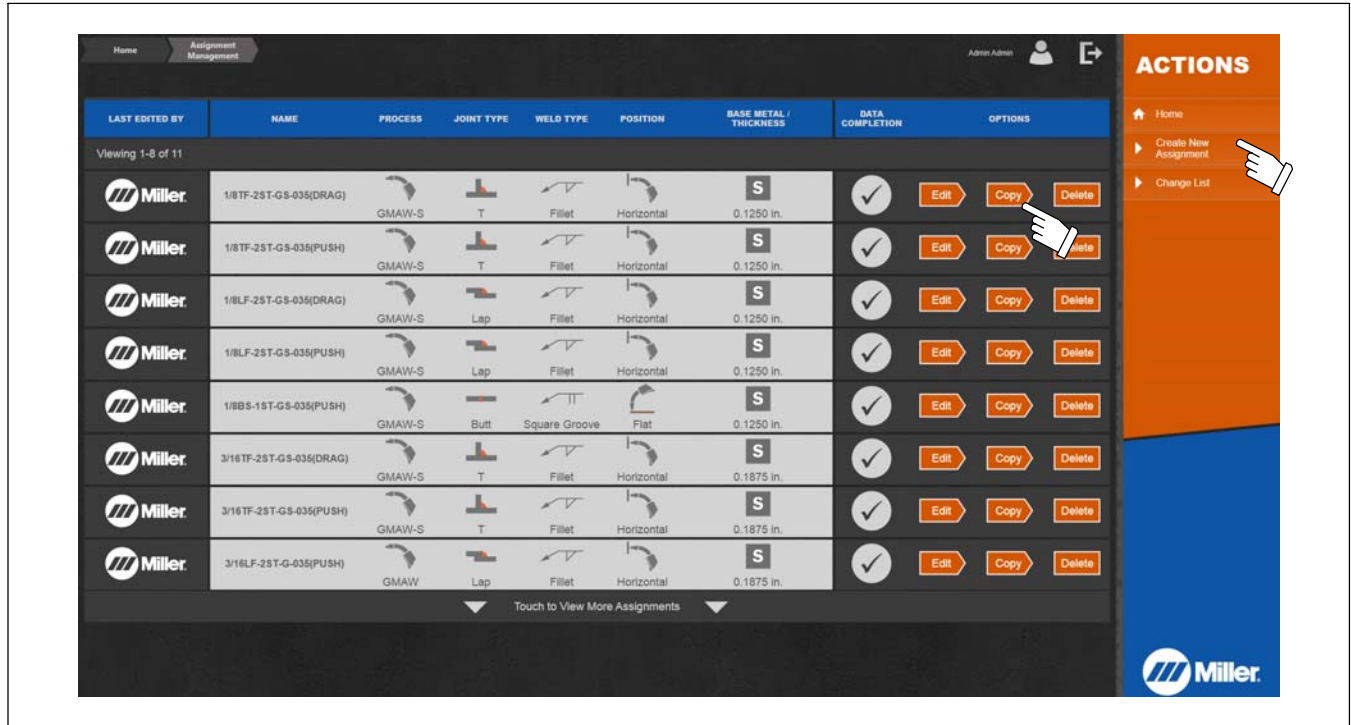 Home
Assignment
Management
Admin Admin
ACTIONS
LAST EDITED BY NAME PROCESS JOINT TYPE WELD TYPE POSITION BASE METAL / THICKNESS DATA COMPLETION OPTIONS
Home
Create New
Assignment
Change List
Viewing 1-8 of 11
Miller. 1/8TF-2ST-GS-035(DRAG) GMAW-S T Fillet Horizontal S 0.1250 in. Edit Copy Delete
Miller. 1/8TF-2ST-GS-035(PUSH) GMAW-S T Fillet Horizontal S 0.1250 in. Edit Copy Delete
Miller. 1/8LF-2ST-GS-035(DRAG) GMAW-S Lap Fillet Horizontal S 0.1250 in. Edit Copy Delete
Miller. 1/8LF-2ST-GS-035(PUSH) GMAW-S Lap Fillet Horizontal S 0.1250 in. Edit Copy Delete
Miller. 1/8BS-1ST-GS-035(PUSH) GMAW-S Butt Square Groove Flat S 0.1250 in. Edit Copy Delete
Miller. 3/16TF-2ST-GS-035(DRAG) GMAW-S T Fillet Horizontal S 0.1875 in. Edit Copy Delete
Miller. 3/16TF-2ST-GS-035(PUSH) GMAW-S T Fillet Horizontal S 0.1875 in. Edit Copy Delete
Miller. 3/16LF-2ST-G-035(PUSH) GMAW Lap Fillet Horizontal S 0.1875 in. Edit Copy Delete
Touch to View More Assignments
Miller.